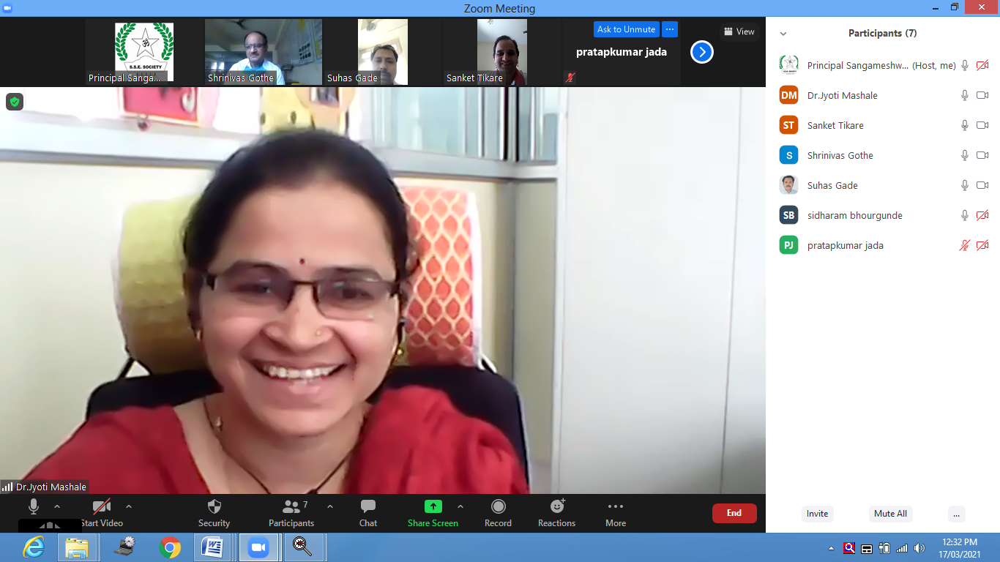 Zoom Meeting
S.S.E. SOCIETY
Principal Sanga...
Shrinivas Gothe
Suhas Gade
Sanket Tikare
Ask to Unmute
...
pratapkumar jada
View
Dr.Jyoti Mashale
Start Video
Security
7
Participants
Chat
Share Screen
Record
Reactions
More
End
Participants (7)
Principal Sangameshw... (Host, me)
DM Dr.Jyoti Mashale
ST Sanket Tikare
S Shrinivas Gothe
Suhas Gade
SB sidharam bhourgunde
PJ pratapkumar jada
Invite
Mute All
...
12:32 PM
17/03/2021